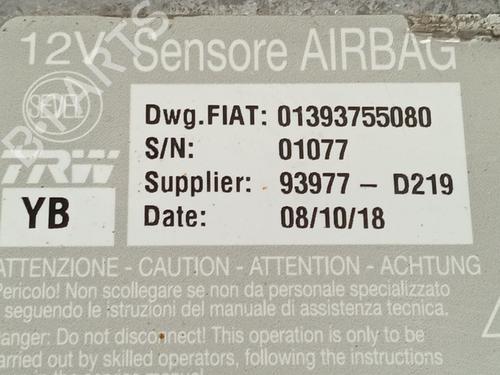 12V Sensore AIRBAG
SEVEL
Dwg.FIAT: 01393755080
S/N: 01077
TRW
Supplier: 93977 - D219
YB
Date: 08/10/18
ATTENZIONE - CAUTION - ATTENTION - ACHTUNG
Pericolo! Non scollegare se non da personale specializzato
seguendo le istruzioni del manuale di assistenza tecnica.
Danger: Do not disconnect! This operation is only to be
carried out by skilled operators, following the instructions
B-PARTS